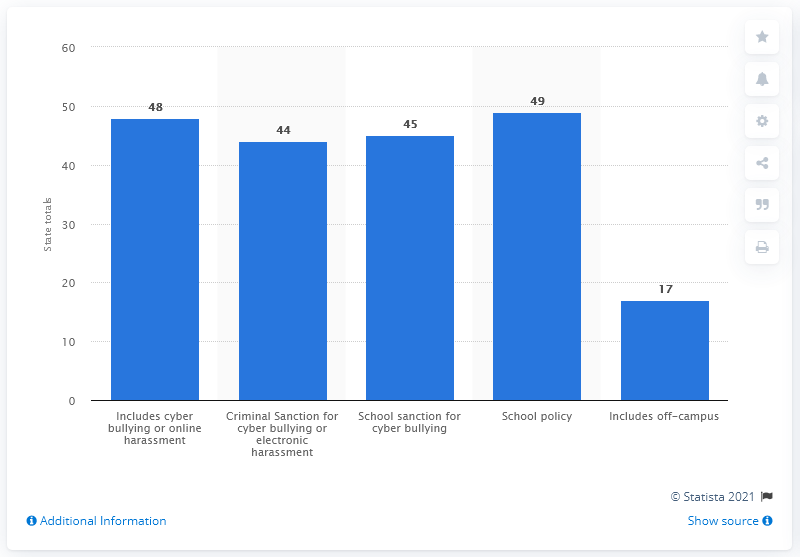 60
50
40
30
20
10
0
State totals
48
44
45
49
17
Includes cyber
bullying or online
harassment
Criminal Sanction for
cyber bullying or
electronic
harassment
School sanction for
cyber bullying
School policy
Includes off-campus
© Statista 2021
Additional Information
Show source